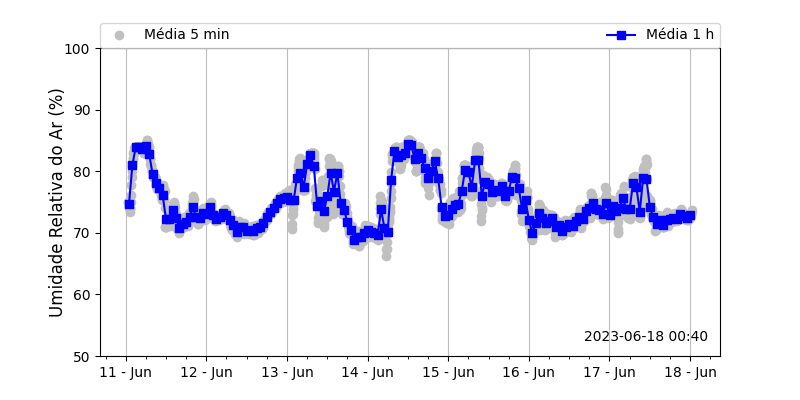 Média 5 min Média 1 h
Umidade Relativa do Ar (%)
100
90
80
70
60
50
2023-06-18 00:40
11 - Jun 12 - Jun 13 - Jun 14 - Jun 15 - Jun 16 - Jun 17 - Jun 18 - Jun